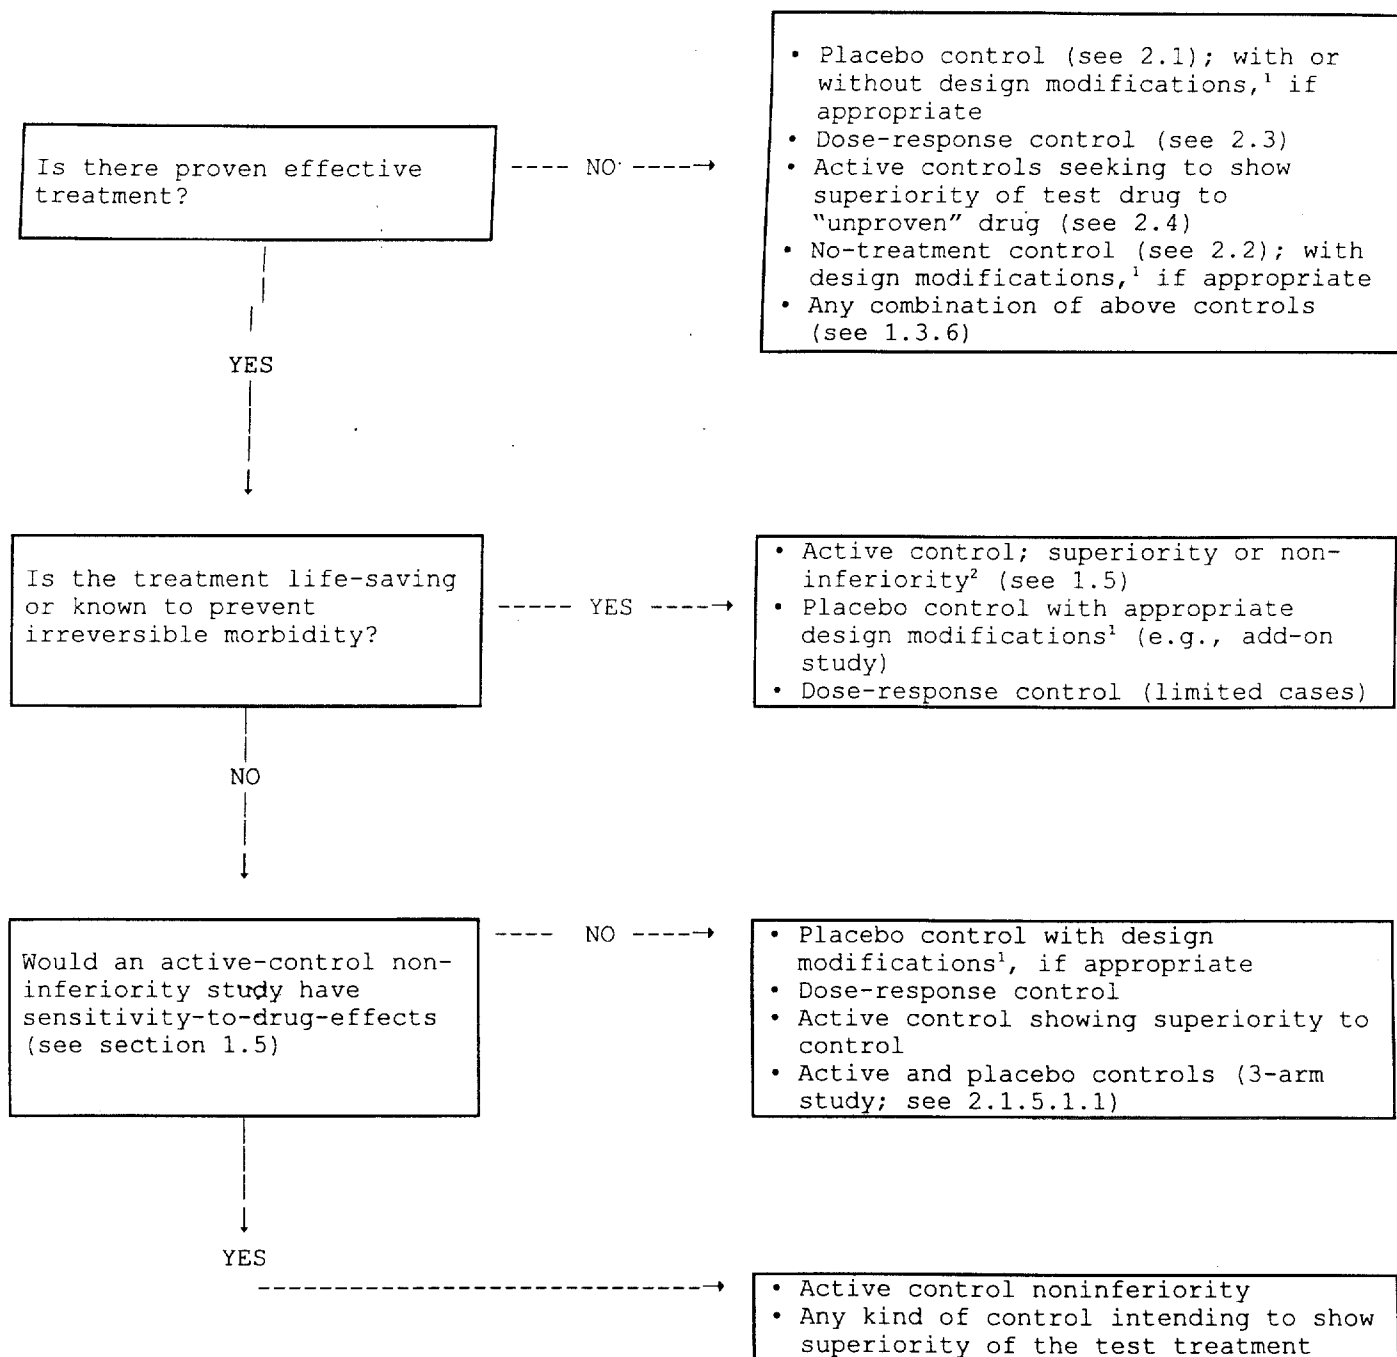 • Placebo control (see 2.1); with or
without design modifications,¹ if
appropriate
• Dose-response control (see 2.3)
• Active controls seeking to show
superiority of test drug to
“unproven” drug (see 2.4)
• No-treatment control (see 2.2); with
design modifications,¹ if appropriate
• Any combination of above controls
(see 1.3.6)
Is there proven effective
treatment?
NO
YES
Is the treatment life-saving
or known to prevent
irreversible morbidity?
YES
• Active control; superiority or non-
inferiority² (see 1.5)
• Placebo control with appropriate
design modifications¹ (e.g., add-on
study)
• Dose-response control (limited cases)
NO
Would an active-control non-
inferiority study have
sensitivity-to-drug-effects
(see section 1.5)
NO
• Placebo control with design
modifications¹, if appropriate
• Dose-response control
• Active control showing superiority to
control
• Active and placebo controls (3-arm
study; see 2.1.5.1.1)
YES
• Active control noninferiority
• Any kind of control intending to show
superiority of the test treatment